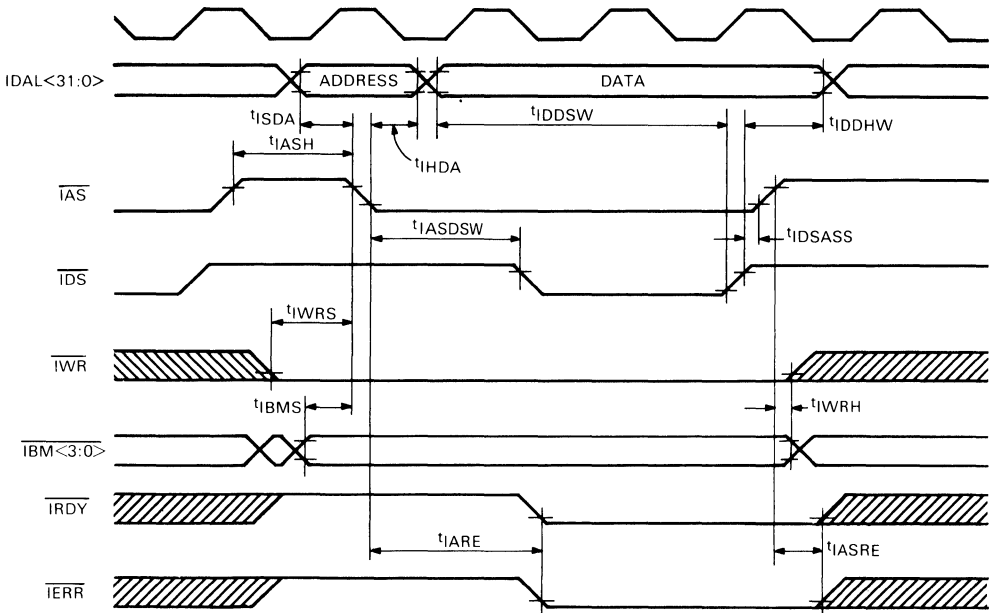 IDAL<31:0>
ADDRESS
DATA
tISDA
tIDDSW
tIDDHW
tIASH
tIHDA
IAS
tIASDSW
tIDSASS
IDS
tIWRS
IWR
tIBMS
tIWRH
IBM<3:0>
IRDY
tIARE
tIASRE
IERR